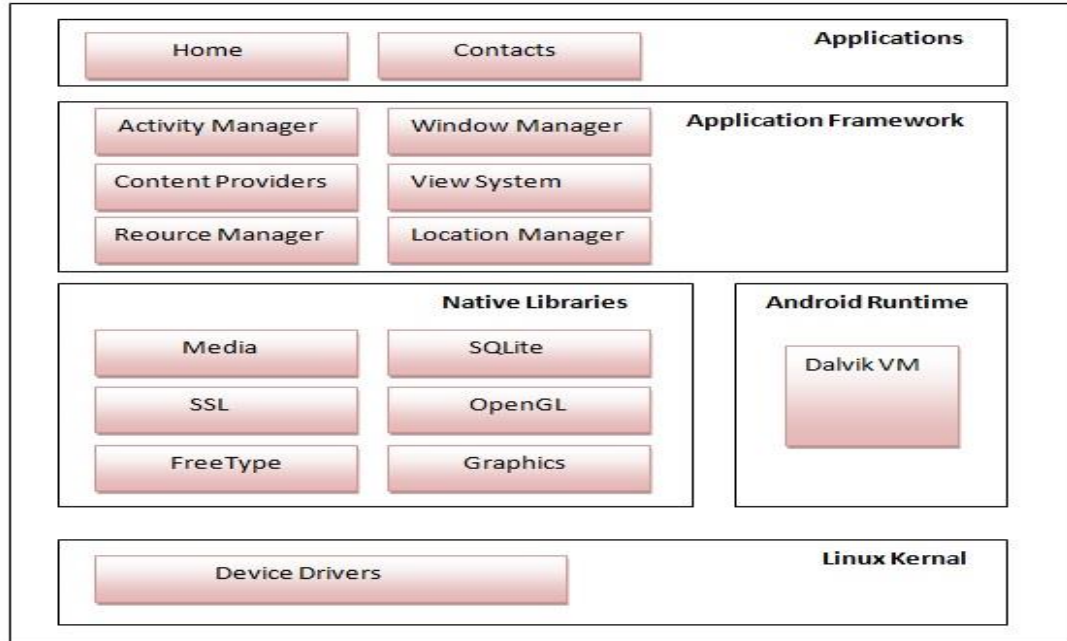 Applications
Home
Contacts
Application Framework
Activity Manager
Window Manager
Content Providers
View System
Reource Manager
Location Manager
Native Libraries
Media
SQLite
SSL
OpenGL
FreeType
Graphics
Android Runtime
Dalvik VM
Linux Kernal
Device Drivers